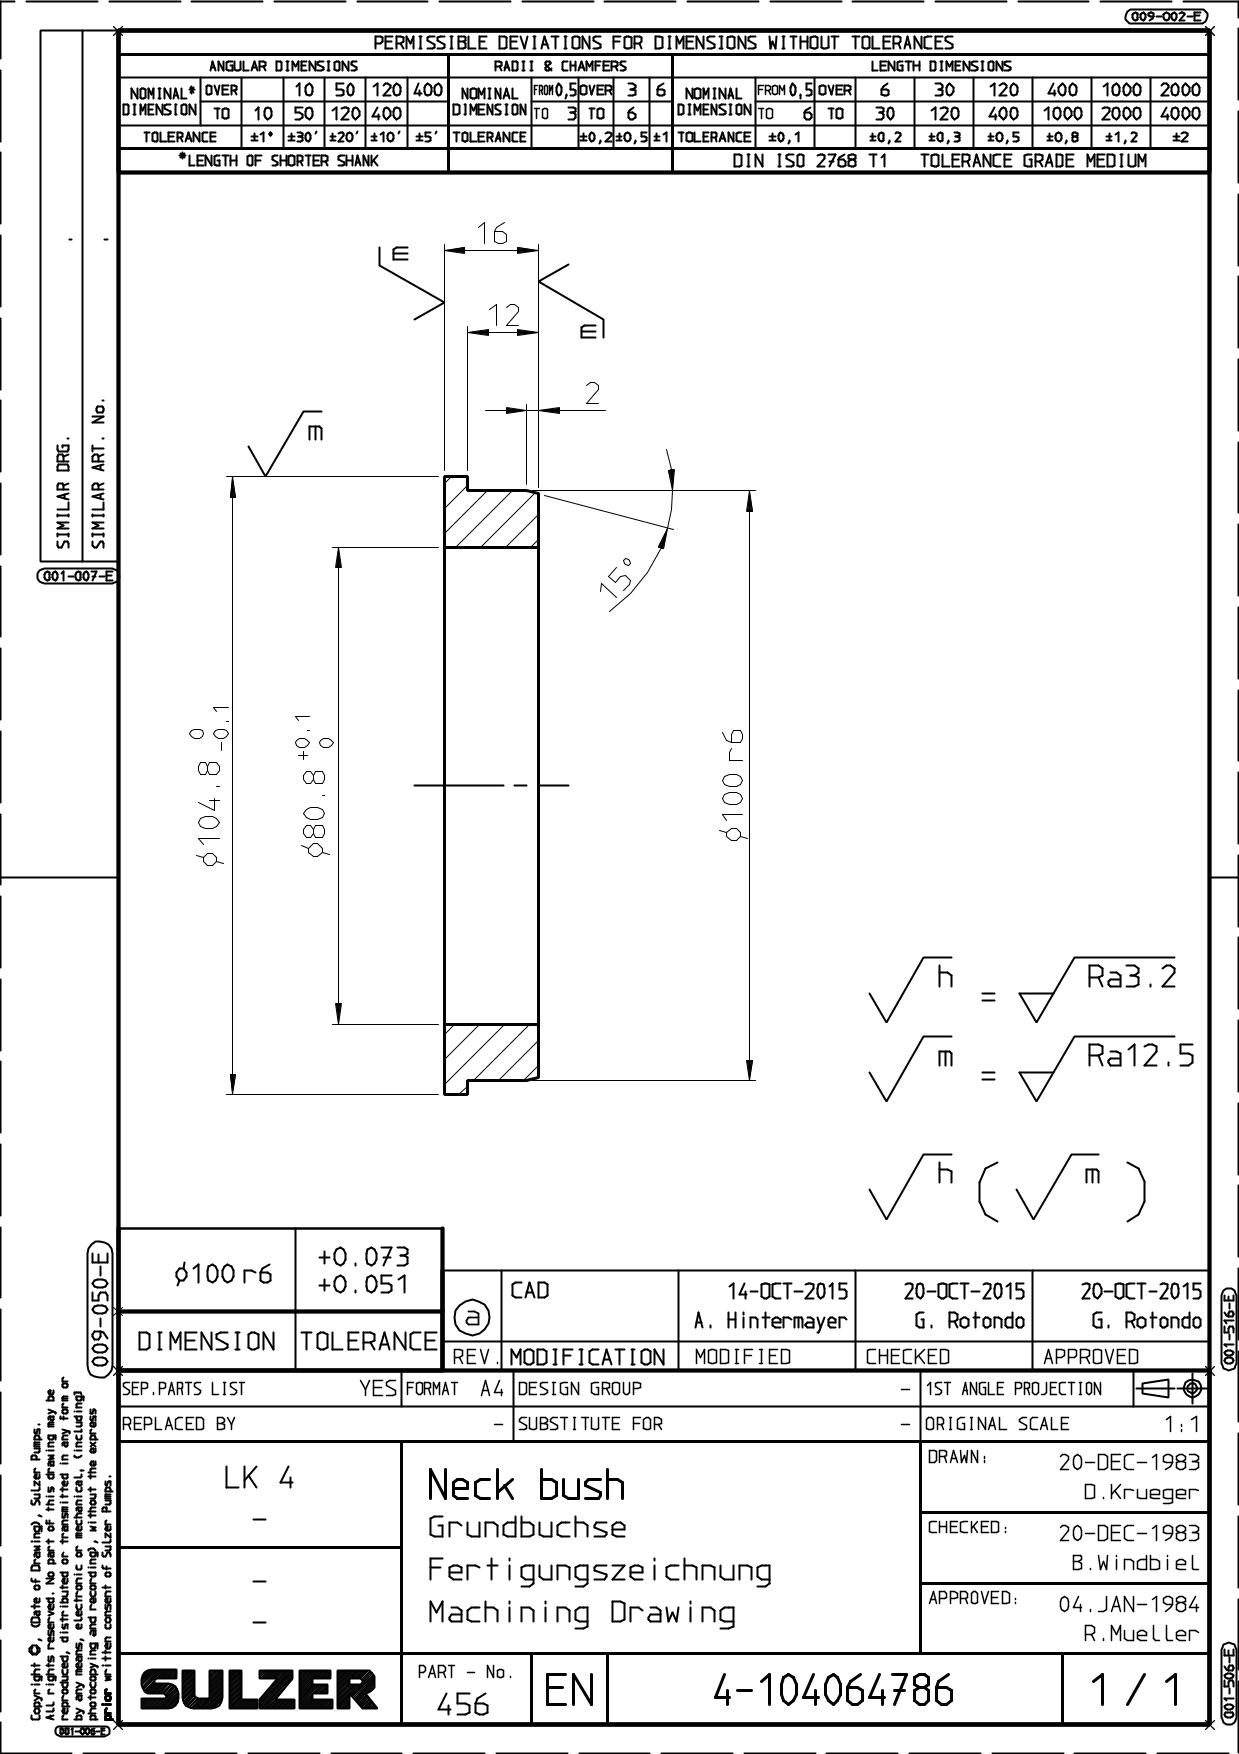 009-002-E
PERMISSIBLE DEVIATIONS FOR DIMENSIONS WITHOUT TOLERANCES
ANGULAR DIMENSIONS RADII & CHAMFERS LENGTH DIMENSIONS
NOMINAL* DIMENSION OVER 10 50 120 400 NOMINAL DIMENSION FROM 0,5 OVER 3 6 NOMINAL DIMENSION FROM 0,5 OVER 6 30 120 400 1000 2000
TO 10 50 120 400 TO 3 TO 6 TO 6 TO 30 120 400 1000 2000 4000
TOLERANCE ±1° ±30' ±20' ±10' ±5' TOLERANCE ±0,2 ±0,5 ±1 TOLERANCE ±0,1 ±0,2 ±0,3 ±0,5 ±0,8 ±1,2 ±2
*LENGTH OF SHORTER SHANK DIN ISO 2768 T1 TOLERANCE GRADE MEDIUM
SIMILAR DRG. -
SIMILAR ART. No. -
001-007-E
16
m
12
m
2
m
15°
ø104.8 0 -0.1
ø80.8 +0.1 0
ø100 r6
h = Ra3.2
m = Ra12.5
h ( m )
ø100 r6 +0.073
+0.051
DIMENSION TOLERANCE
009-050-E
a CAD 14-OCT-2015 20-OCT-2015 20-OCT-2015
A. Hintermayer G. Rotondo G. Rotondo
REV. MODIFICATION MODIFIED CHECKED APPROVED
001-516-E
SEP.PARTS LIST YES FORMAT A4 DESIGN GROUP - 1ST ANGLE PROJECTION
REPLACED BY - SUBSTITUTE FOR - ORIGINAL SCALE 1:1
LK 4
-
-
-
Neck bush
Grundbuchse
Fertigungszeichnung
Machining Drawing
DRAWN: 20-DEC-1983
D.Krueger
CHECKED: 20-DEC-1983
B.Windbiel
APPROVED: 04.JAN-1984
R.Mueller
SULZER PART - No. 456 EN 4-104064786 1 / 1
Copyright ©, (Date of Drawing), Sulzer Pumps.
All rights reserved. No part of this drawing may be
reproduced, distributed or transmitted in any form or
by any means, electronic or mechanical, (including)
photocopying and recording), without the express
prior written consent of Sulzer Pumps.
001-006-E
001-506-E